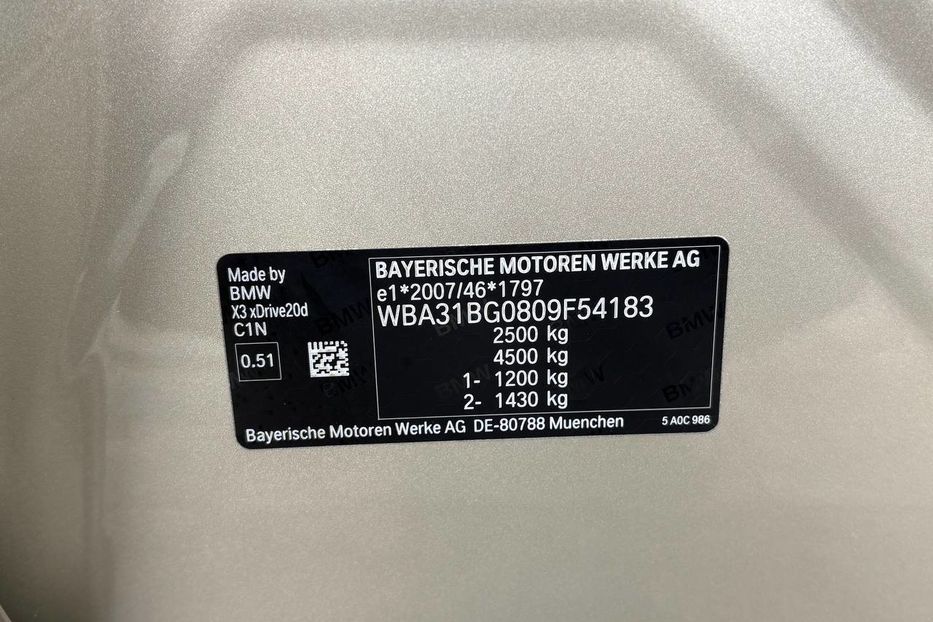 Made by
BMW
X3 xDrive20d
C1N
0.51
BAYERISCHE MOTOREN WERKE AG
e1*2007/46*1797
WBA31BG0809F54183
2500 kg
4500 kg
1- 1200 kg
2- 1430 kg
Bayerische Motoren Werke AG DE-80788 Muenchen
5 A0C 986